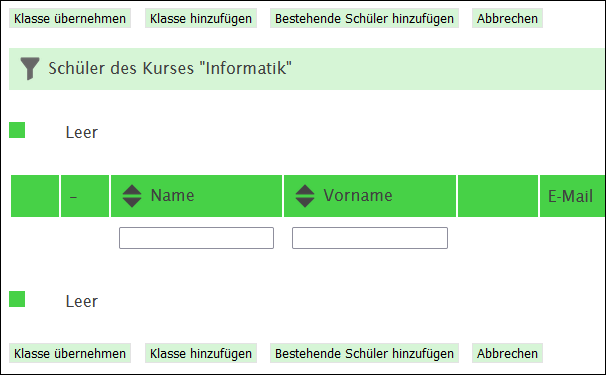 Klasse übernehmen Klasse hinzufügen Bestehende Schüler hinzufügen Abbrechen
Schüler des Kurses "Informatik"
Leer
– Name Vorname E-Mail
Leer
Klasse übernehmen Klasse hinzufügen Bestehende Schüler hinzufügen Abbrechen